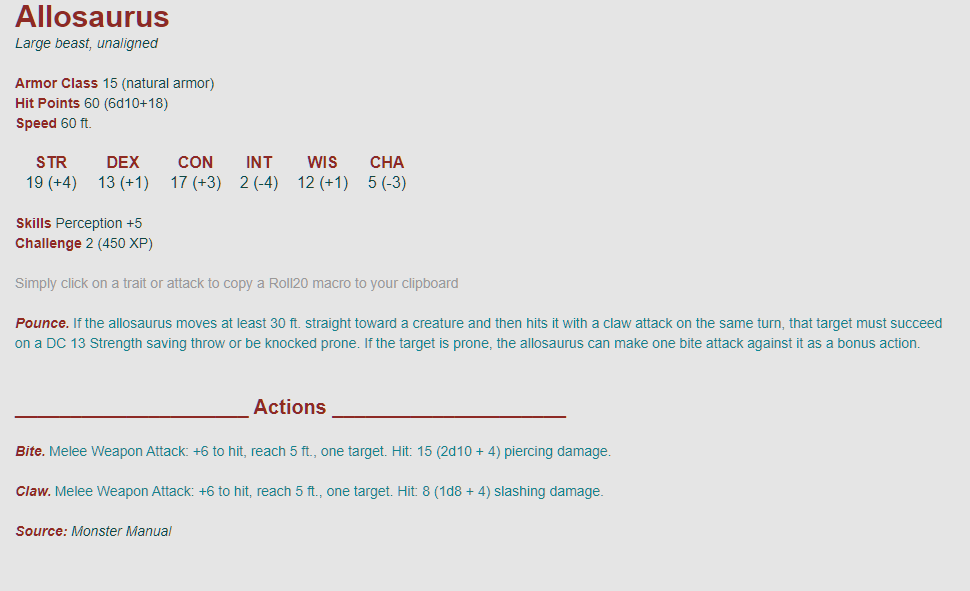 Allosaurus
Large beast, unaligned
Armor Class 15 (natural armor)
Hit Points 60 (6d10+18)
Speed 60 ft.
STR DEX CON INT WIS CHA
19 (+4) 13 (+1) 17 (+3) 2 (-4) 12 (+1) 5 (-3)
Skills Perception +5
Challenge 2 (450 XP)
Simply click on a trait or attack to copy a Roll20 macro to your clipboard
Pounce. If the allosaurus moves at least 30 ft. straight toward a creature and then hits it with a claw attack on the same turn, that target must succeed
on a DC 13 Strength saving throw or be knocked prone. If the target is prone, the allosaurus can make one bite attack against it as a bonus action.
_____________________ Actions _____________________
Bite. Melee Weapon Attack: +6 to hit, reach 5 ft., one target. Hit: 15 (2d10 + 4) piercing damage.
Claw. Melee Weapon Attack: +6 to hit, reach 5 ft., one target. Hit: 8 (1d8 + 4) slashing damage.
Source: Monster Manual